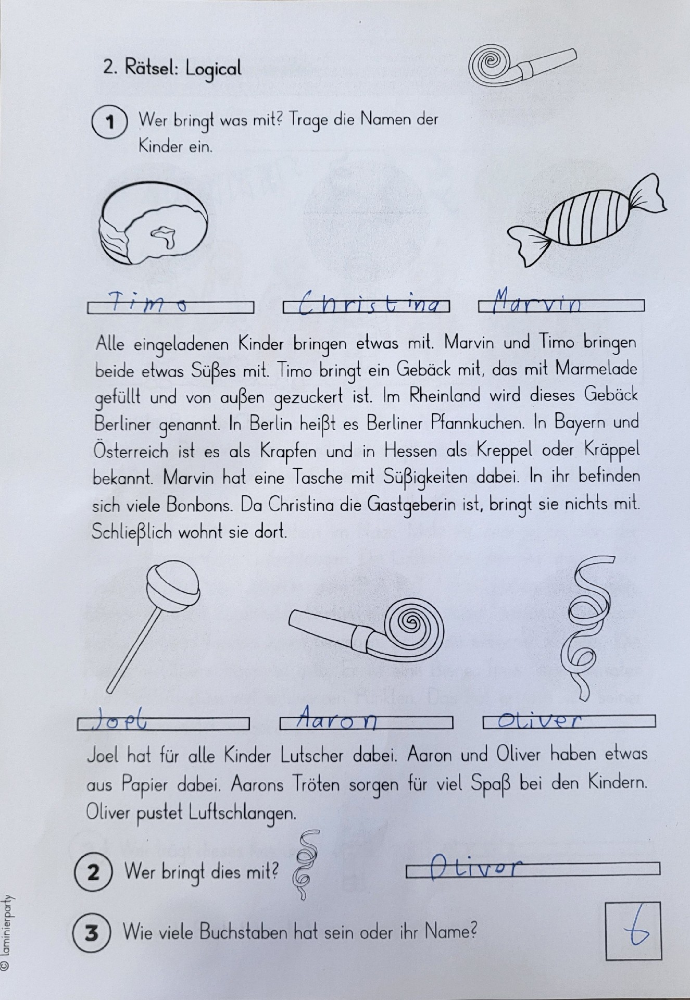 2. Rätsel: Logical
1 Wer bringt was mit? Trage die Namen der
Kinder ein.
Timo Christina Marvin
Alle eingeladenen Kinder bringen etwas mit. Marvin und Timo bringen
beide etwas Süßes mit. Timo bringt ein Gebäck mit, das mit Marmelade
gefüllt und von außen gezuckert ist. Im Rheinland wird dieses Gebäck
Berliner genannt. In Berlin heißt es Berliner Pfannkuchen. In Bayern und
Österreich ist es als Krapfen und in Hessen als Kreppel oder Kräppel
bekannt. Marvin hat eine Tasche mit Süßigkeiten dabei. In ihr befinden
sich viele Bonbons. Da Christina die Gastgeberin ist, bringt sie nichts mit.
Schließlich wohnt sie dort.
Joel Aaron Oliver
Joel hat für alle Kinder Lutscher dabei. Aaron und Oliver haben etwas
aus Papier dabei. Aarons Tröten sorgen für viel Spaß bei den Kindern.
Oliver pustet Luftschlangen.
2 Wer bringt dies mit? Oliver
3 Wie viele Buchstaben hat sein oder ihr Name? 6
© laminierparty